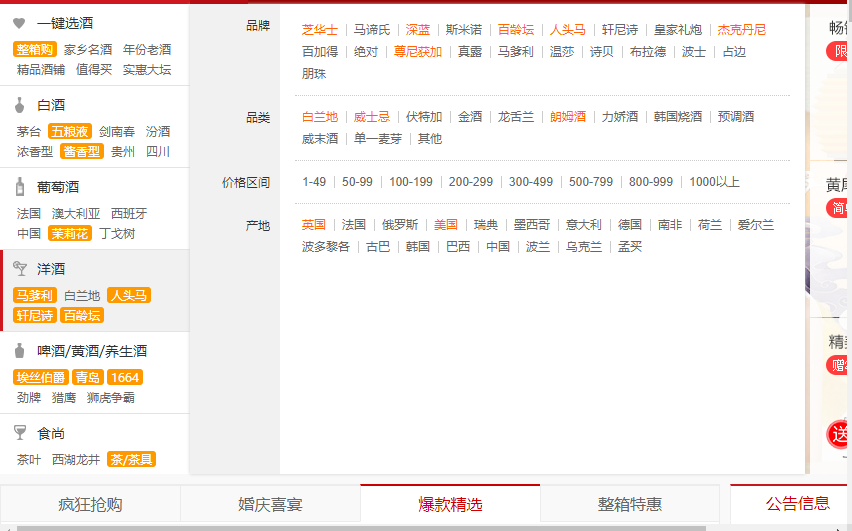 一键选酒
整箱购 家乡名酒 年份老酒
精品酒铺 值得买 实惠大坛
白酒
茅台 五粮液 剑南春 汾酒
浓香型 酱香型 贵州 四川
葡萄酒
法国 澳大利亚 西班牙
中国 茉莉花 丁戈树
洋酒
马爹利 白兰地 人头马
轩尼诗 百龄坛
啤酒/黄酒/养生酒
埃丝伯爵 青岛 1664
劲牌 猎鹰 狮虎争霸
食尚
茶叶 西湖龙井 茶/茶具
品牌
芝华士 马谛氏 深蓝 斯米诺 百龄坛 人头马 轩尼诗 皇家礼炮 杰克丹尼
百加得 绝对 尊尼获加 真露 马爹利 温莎 诗贝 布拉德 波士 占边
朋珠
品类
白兰地 威士忌 伏特加 金酒 龙舌兰 朗姆酒 力娇酒 韩国烧酒 预调酒
威末酒 单一麦芽 其他
价格区间
1-49 50-99 100-199 200-299 300-499 500-799 800-999 1000以上
产地
英国 法国 俄罗斯 美国 瑞典 墨西哥 意大利 德国 南非 荷兰 爱尔兰
波多黎各 古巴 韩国 巴西 中国 波兰 乌克兰 孟买
畅
限
黄
简
精
赠
送
疯狂抢购 婚庆喜宴 爆款精选 整箱特惠 公告信息